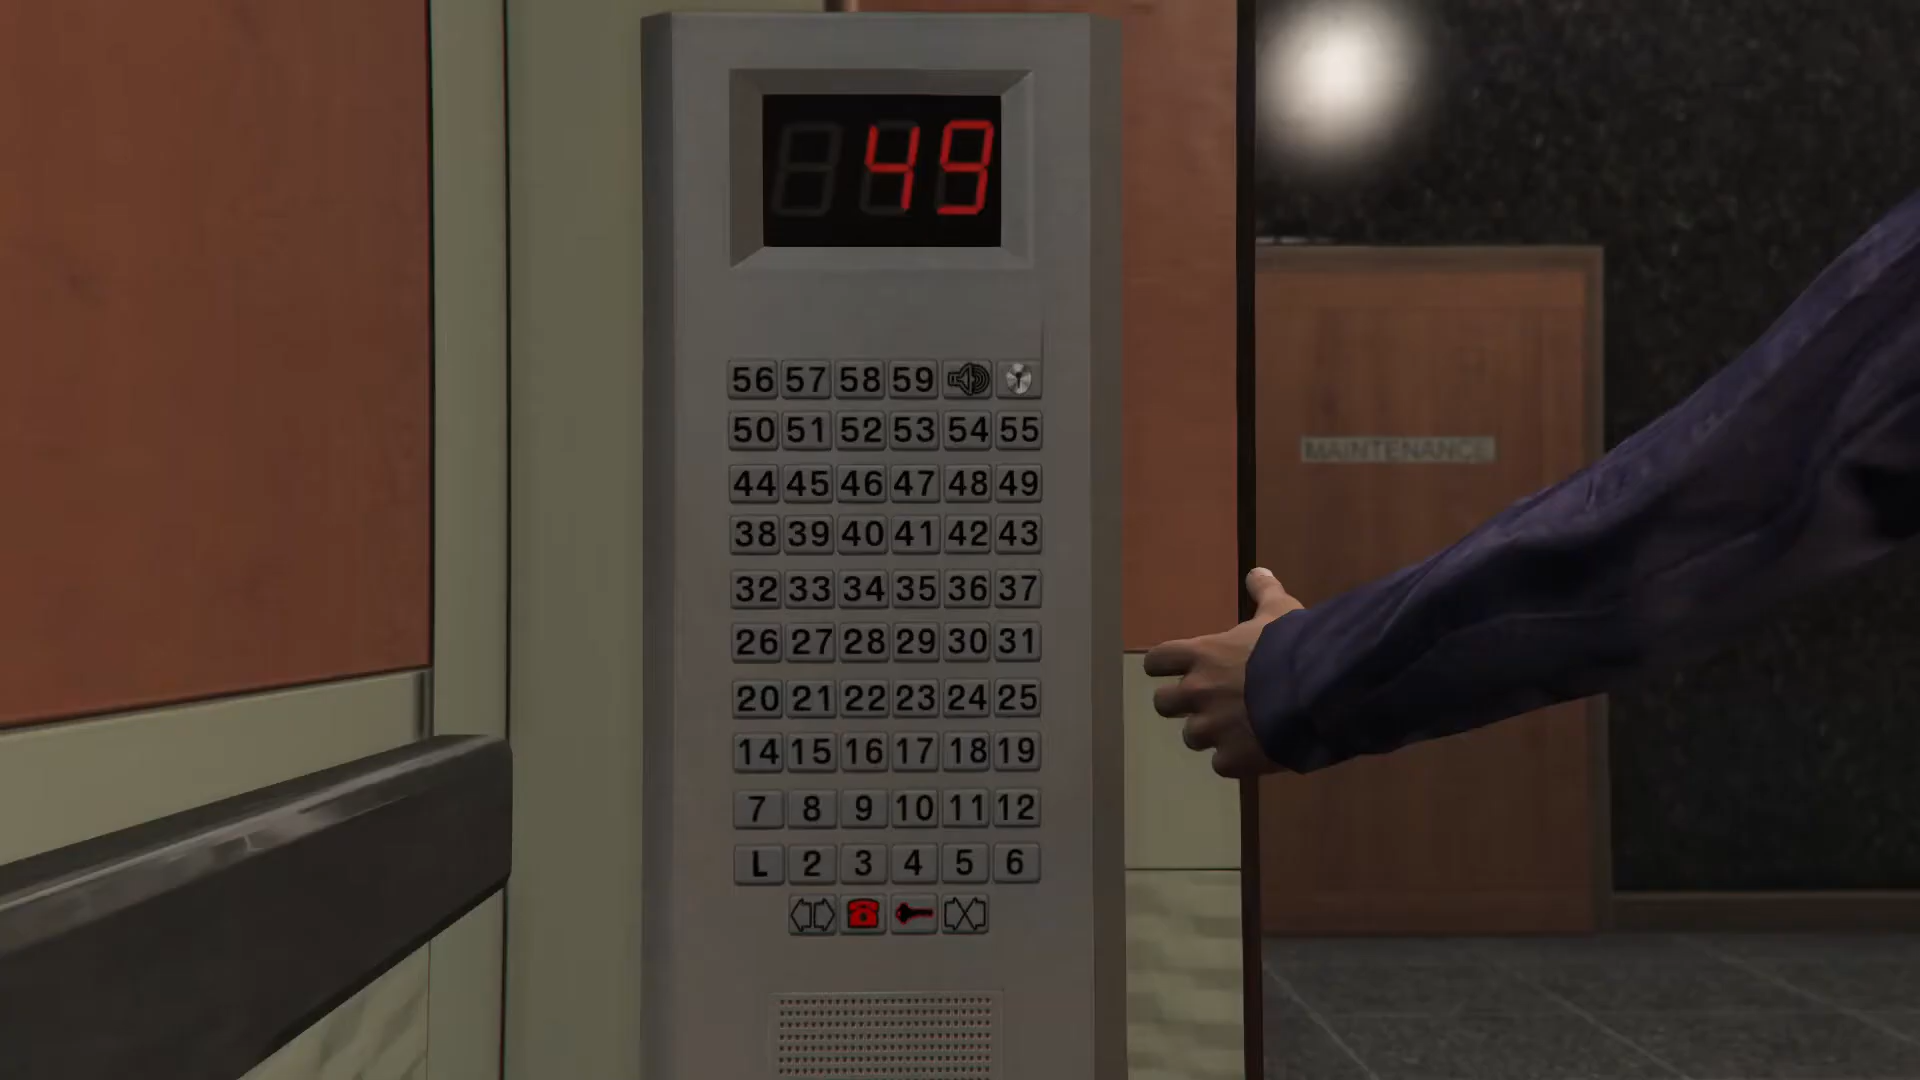 49
56 57 58 59
50 51 52 53 54 55
44 45 46 47 48 49
38 39 40 41 42 43
32 33 34 35 36 37
26 27 28 29 30 31
20 21 22 23 24 25
14 15 16 17 18 19
7 8 9 10 11 12
L 2 3 4 5 6
MAINTENANCE